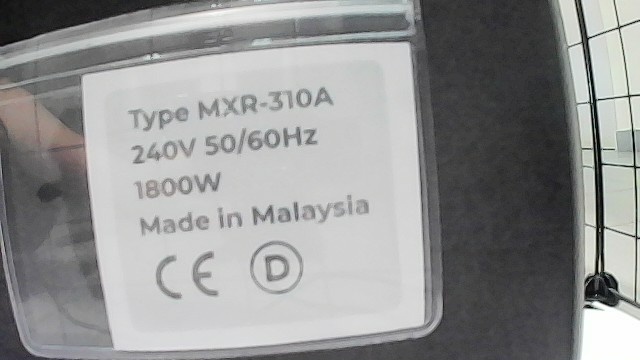 Type MXR-310A
240V 50/60Hz
1800W
Made in Malaysia
CE D